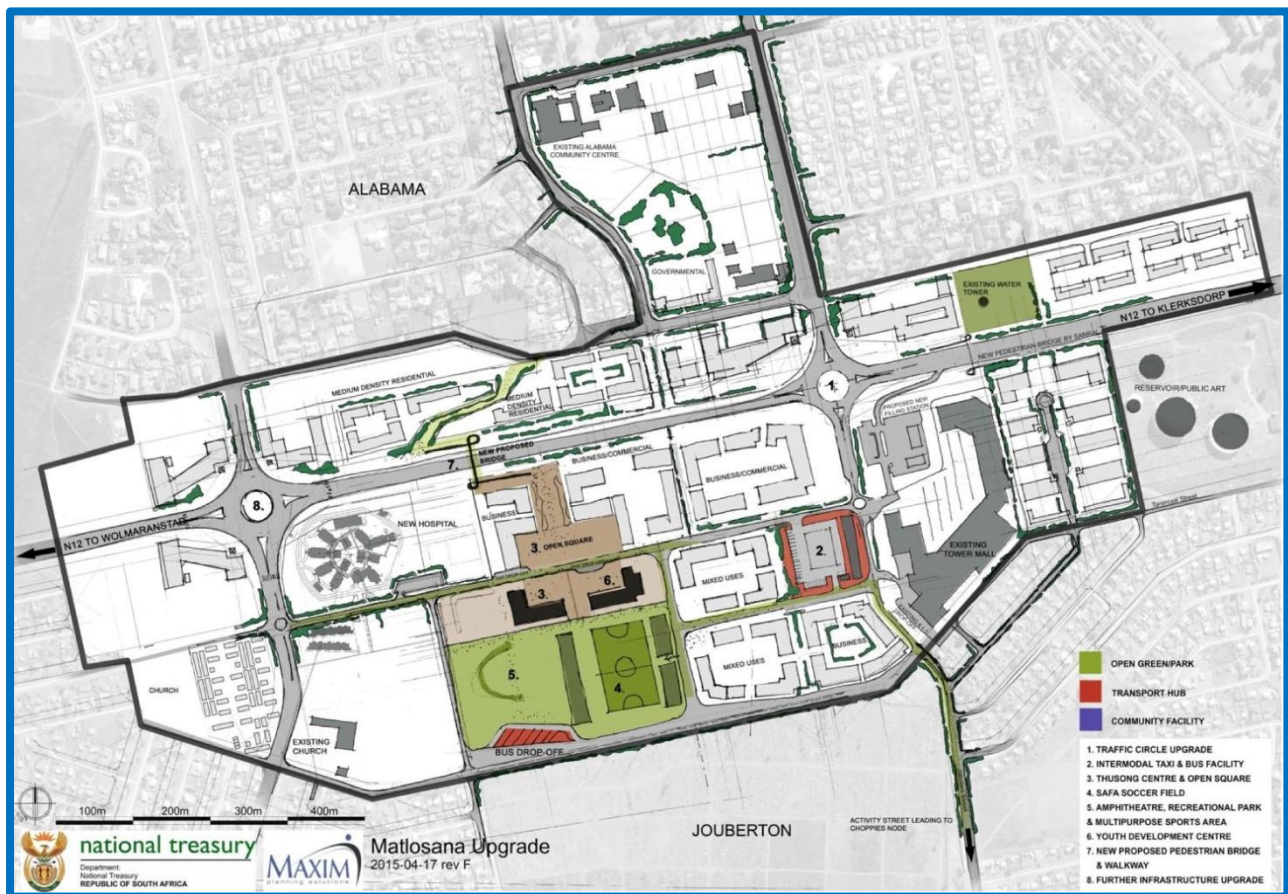 EXISTING ALABAMA
COMMUNITY CENTRE
ALABAMA
GOVERNMENTAL
EXISTING WATER
TOWER
N12 TO KLERKSDORP
NEW PEDESTRIAN BRIDGE BY SANRAL
MEDIUM DENSITY RESIDENTIAL
MEDIUM
DENSITY
RESIDENTIAL
1.
PROPOSED NEW
FILLING STATION
RESERVOIR/PUBLIC ART
NEW PROPOSED
BRIDGE
7.
BUSINESS/COMMERCIAL
BUSINESS/COMMERCIAL
8.
N12 TO WOLMARANSTAD
NEW HOSPITAL
BUSINESS
3. OPEN SQUARE
2.
EXISTING
TOWER MALL
MIXED USES
3.
6.
MIXED USES
BUSINESS
5.
4.
CHURCH
EXISTING
CHURCH
BUS DROP-OFF
OPEN GREEN/PARK
TRANSPORT HUB
COMMUNITY FACILITY
1. TRAFFIC CIRCLE UPGRADE
2. INTERMODAL TAXI & BUS FACILITY
3. THUSONG CENTRE & OPEN SQUARE
4. SAFA SOCCER FIELD
5. AMPHITHEATRE, RECREATIONAL PARK
& MULTIPURPOSE SPORTS AREA
6. YOUTH DEVELOPMENT CENTRE
7. NEW PROPOSED PEDESTRIAN BRIDGE
& WALKWAY
8. FURTHER INFRASTRUCTURE UPGRADE
100m 200m 300m 400m
JOUBERTON
ACTIVITY STREET LEADING TO
CHOPPIES NODE
national treasury
Department:
National Treasury
REPUBLIC OF SOUTH AFRICA
MAXIM
planning solutions
Matlosana Upgrade
2015-04-17 rev F